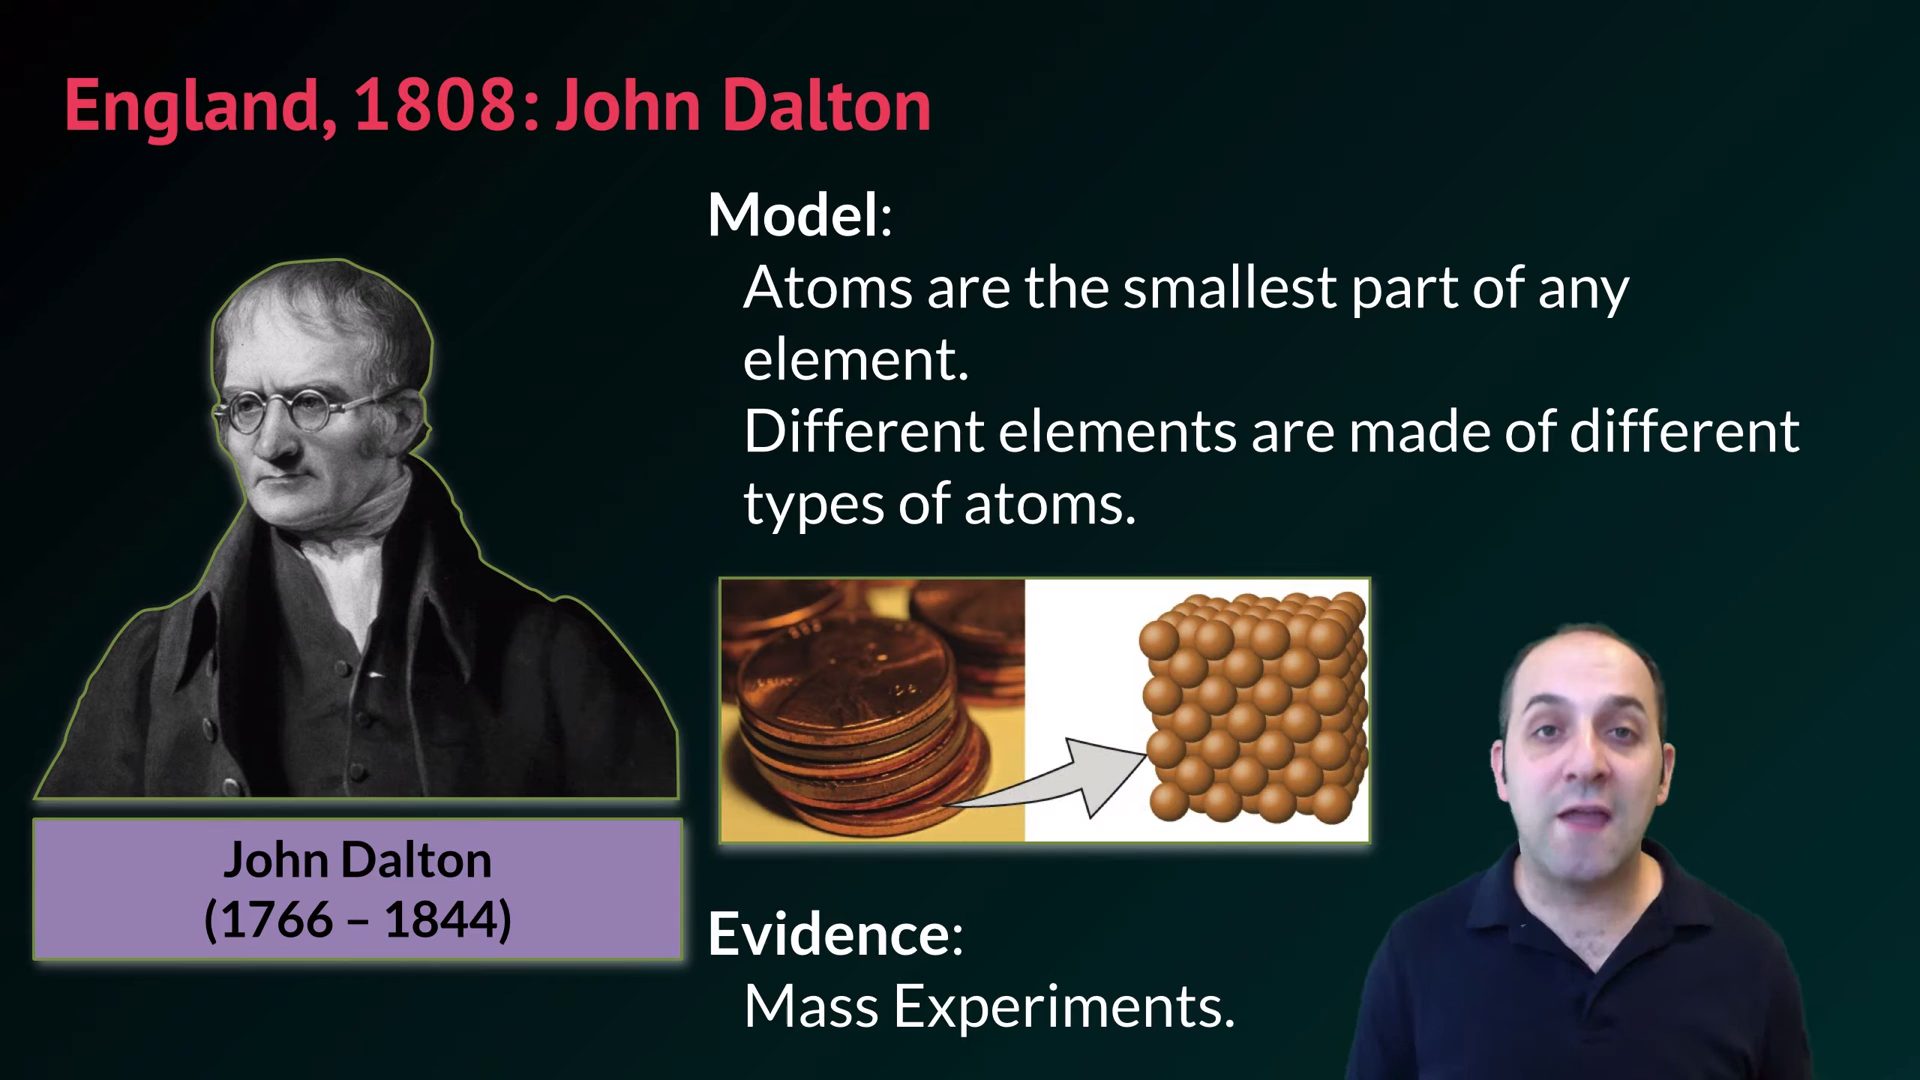 England, 1808: John Dalton
Model:
Atoms are the smallest part of any
element.
Different elements are made of different
types of atoms.
John Dalton
(1766 – 1844)
Evidence:
Mass Experiments.